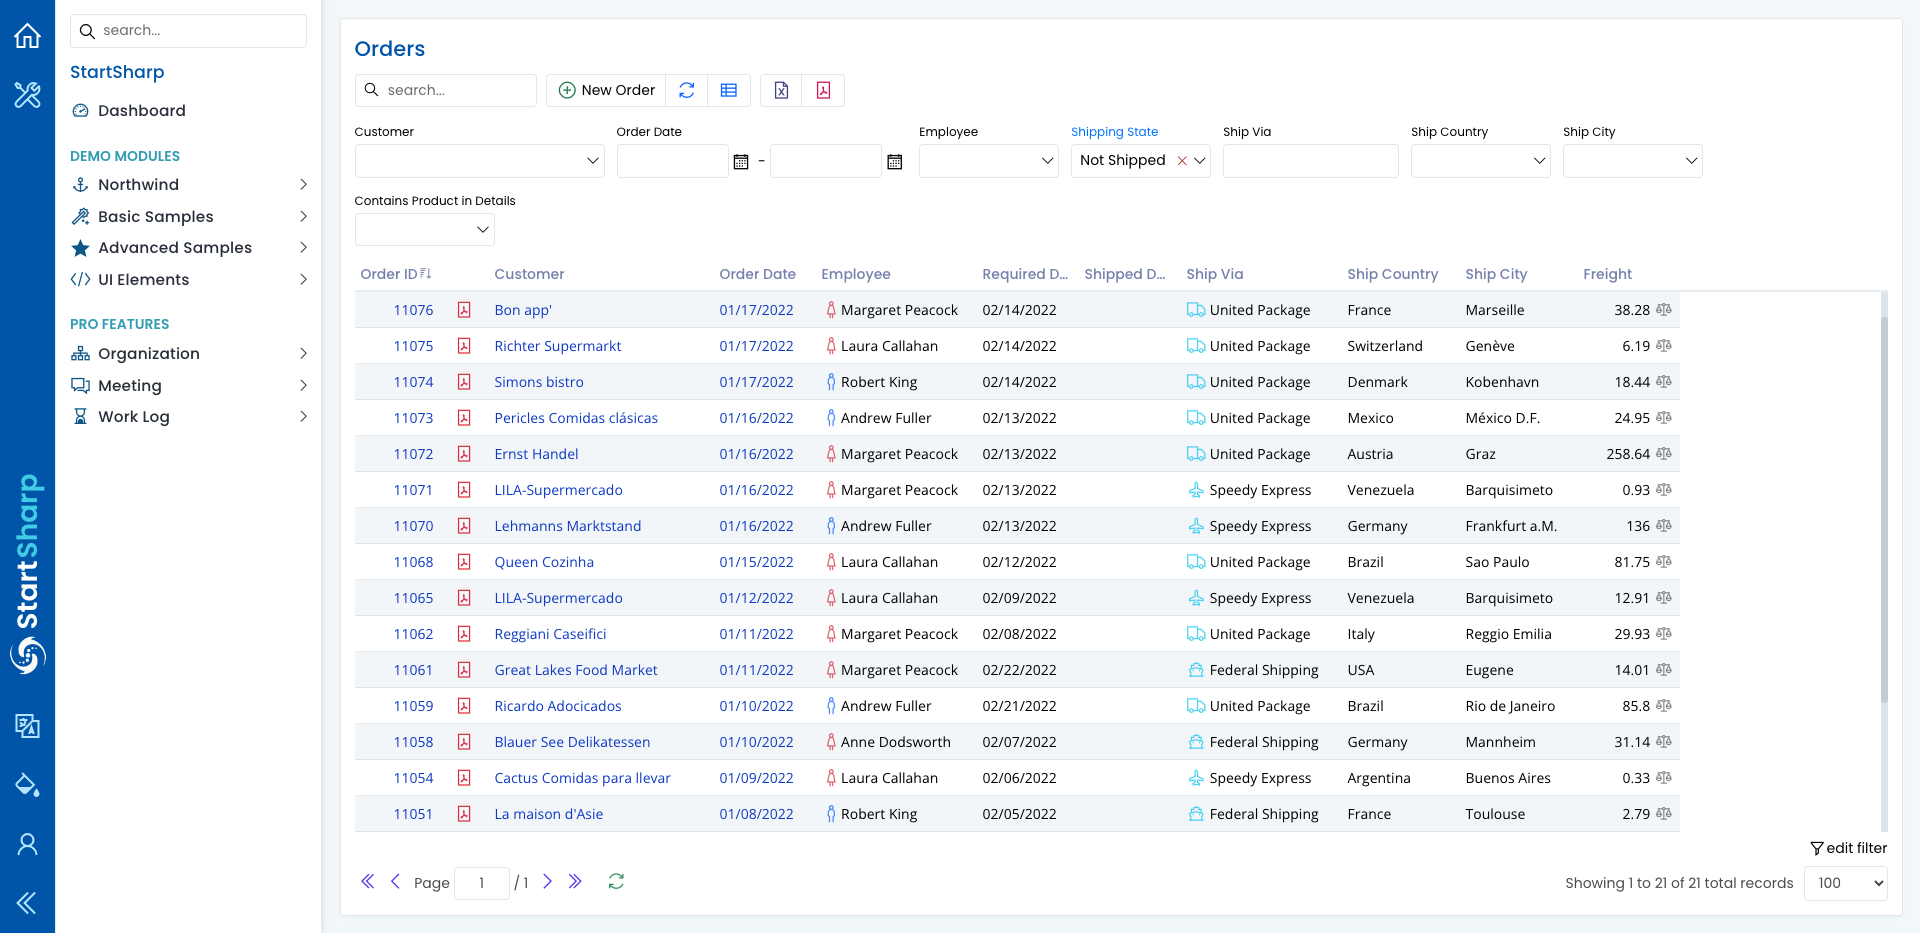 search...
StartSharp
Dashboard
DEMO MODULES
Northwind
Basic Samples
Advanced Samples
UI Elements
PRO FEATURES
Organization
Meeting
Work Log
StartSharp
Orders
search...
New Order
Customer Order Date Employee Shipping State Ship Via Ship Country Ship City
- Not Shipped
Contains Product in Details
Order ID Customer Order Date Employee Required D... Shipped D... Ship Via Ship Country Ship City Freight
11076 Bon app' 01/17/2022 Margaret Peacock 02/14/2022 United Package France Marseille 38.28
11075 Richter Supermarkt 01/17/2022 Laura Callahan 02/14/2022 United Package Switzerland Genève 6.19
11074 Simons bistro 01/17/2022 Robert King 02/14/2022 United Package Denmark Kobenhavn 18.44
11073 Pericles Comidas clásicas 01/16/2022 Andrew Fuller 02/13/2022 United Package Mexico México D.F. 24.95
11072 Ernst Handel 01/16/2022 Margaret Peacock 02/13/2022 United Package Austria Graz 258.64
11071 LILA-Supermercado 01/16/2022 Margaret Peacock 02/13/2022 Speedy Express Venezuela Barquisimeto 0.93
11070 Lehmanns Marktstand 01/16/2022 Andrew Fuller 02/13/2022 Speedy Express Germany Frankfurt a.M. 136
11068 Queen Cozinha 01/15/2022 Laura Callahan 02/12/2022 United Package Brazil Sao Paulo 81.75
11065 LILA-Supermercado 01/12/2022 Laura Callahan 02/09/2022 Speedy Express Venezuela Barquisimeto 12.91
11062 Reggiani Caseifici 01/11/2022 Margaret Peacock 02/08/2022 United Package Italy Reggio Emilia 29.93
11061 Great Lakes Food Market 01/11/2022 Margaret Peacock 02/22/2022 Federal Shipping USA Eugene 14.01
11059 Ricardo Adocicados 01/10/2022 Andrew Fuller 02/21/2022 United Package Brazil Rio de Janeiro 85.8
11058 Blauer See Delikatessen 01/10/2022 Anne Dodsworth 02/07/2022 Federal Shipping Germany Mannheim 31.14
11054 Cactus Comidas para llevar 01/09/2022 Laura Callahan 02/06/2022 Speedy Express Argentina Buenos Aires 0.33
11051 La maison d'Asie 01/08/2022 Robert King 02/05/2022 Federal Shipping France Toulouse 2.79
edit filter
Page 1 / 1 Showing 1 to 21 of 21 total records 100